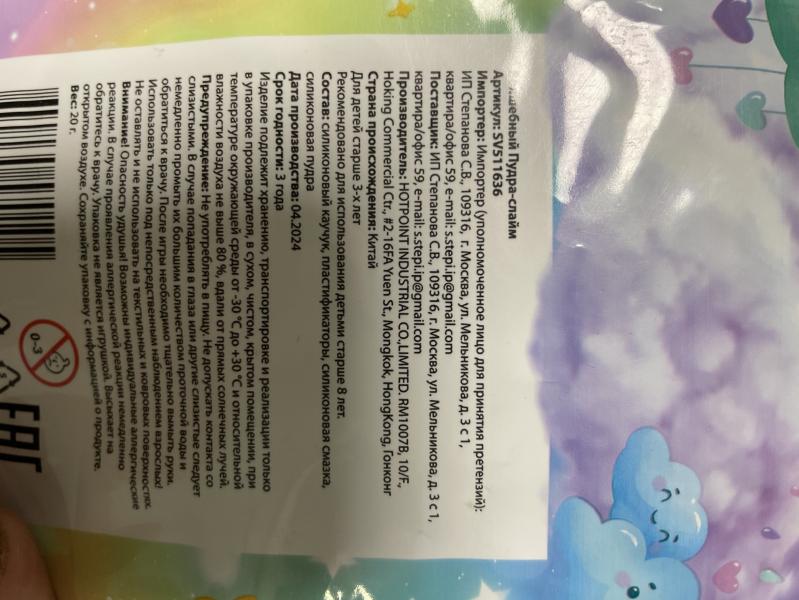 Пудра-слайм
Артикул: SV511636
Импортер: Импортер (уполномоченное лицо для принятия претензий):
ИП Степанова С.В., 109316, г. Москва, ул. Мельникова, д. 3 с 1,
квартира/офис 59, e-mail: s.stepi.ip@gmail.com
Поставщик: ИП Степанова С.В., 109316, г. Москва, ул. Мельникова, д. 3 с 1,
квартира/офис 59, e-mail: s.stepi.ip@gmail.com
Производитель: HOTPOINT INDUSTRIAL CO.,LIMITED. RM1007B, 10/F.,
Hoking Commercial Ctr., #2-16FA Yuen St., Mongkok, HongKong, Гонконг
Страна происхождения: Китай
Для детей старше 3-х лет
Рекомендовано для использования детьми старше 8 лет.
Состав: силиконовый каучук, пластификаторы, силиконовая смазка,
силиконовая пудра
Дата производства: 04.2024
Срок годности: 3 года
Изделие подлежит хранению, транспортировке и реализации только
в упаковке производителя, в сухом, чистом, крытом помещении, при
температуре окружающей среды от -30 °C до +30 °C и относительной
влажности воздуха не выше 80 %, вдали от прямых солнечных лучей.
Предупреждение: Не употреблять в пищу. Не допускать контакта со
слизистыми. В случае попадания в глаза или другие слизистые следует
немедленно промыть их большим количеством проточной воды и
обратиться к врачу. После игры необходимо тщательно вымыть руки.
Использовать только под непосредственным наблюдением взрослых!
Не оставлять и не использовать на текстильных и ковровых поверхностях.
Внимание! Опасность удушья! Возможны индивидуальные аллергические
реакции. В случае проявления аллергической реакции немедленно
обратитесь к врачу. Упаковка не является игрушкой. Высыхает на
открытом воздухе. Сохраняйте упаковку с информацией о продукте.
Вес: 20 г.
0-3
EAC